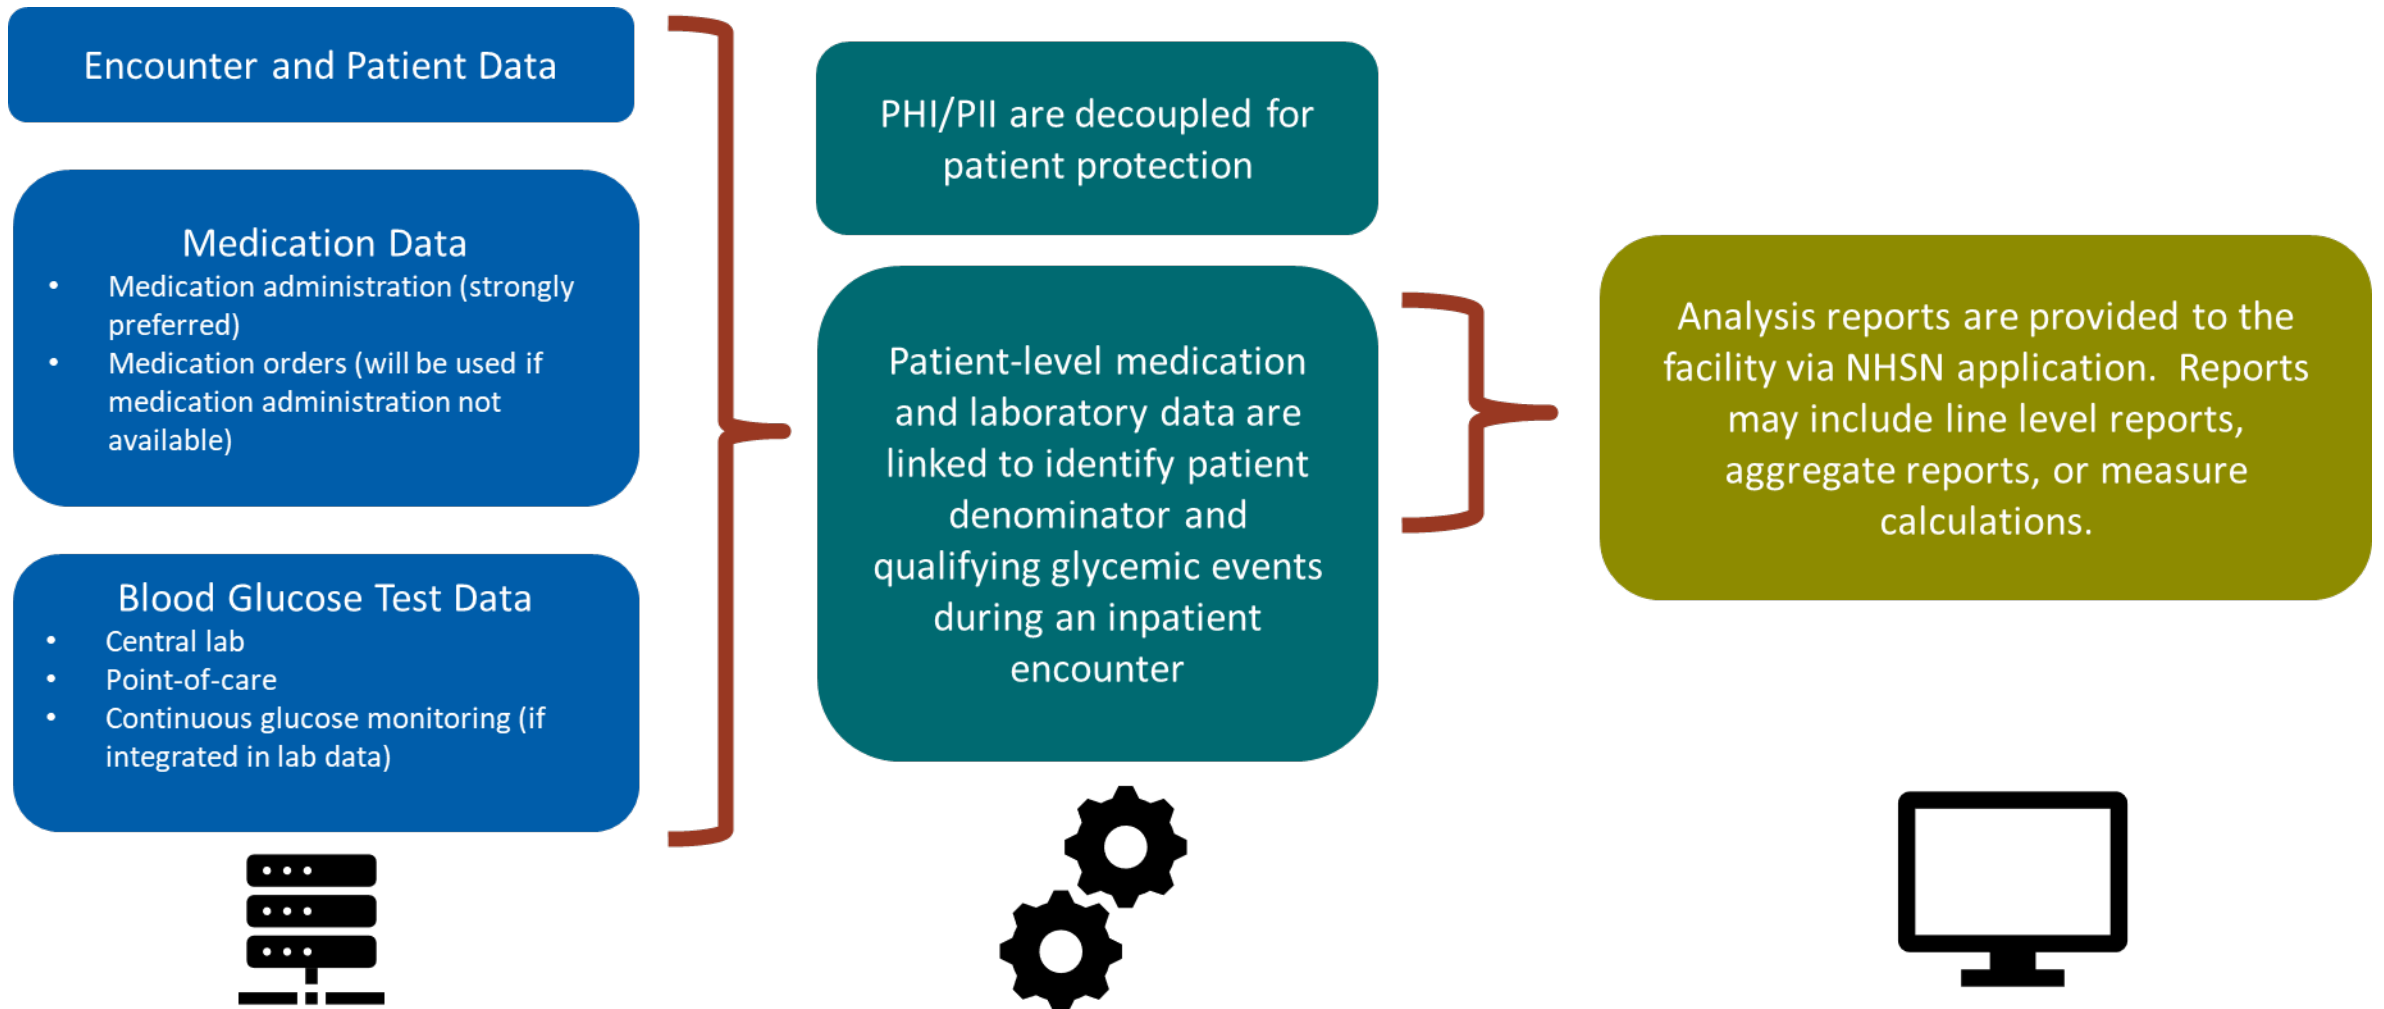 Encounter and Patient Data
Medication Data
• Medication administration (strongly
preferred)
• Medication orders (will be used if
medication administration not
available)
Blood Glucose Test Data
• Central lab
• Point-of-care
• Continuous glucose monitoring (if
integrated in lab data)
PHI/PII are decoupled for
patient protection
Patient-level medication
and laboratory data are
linked to identify patient
denominator and
qualifying glycemic events
during an inpatient
encounter
Analysis reports are provided to the
facility via NHSN application.  Reports
may include line level reports,
aggregate reports, or measure
calculations.